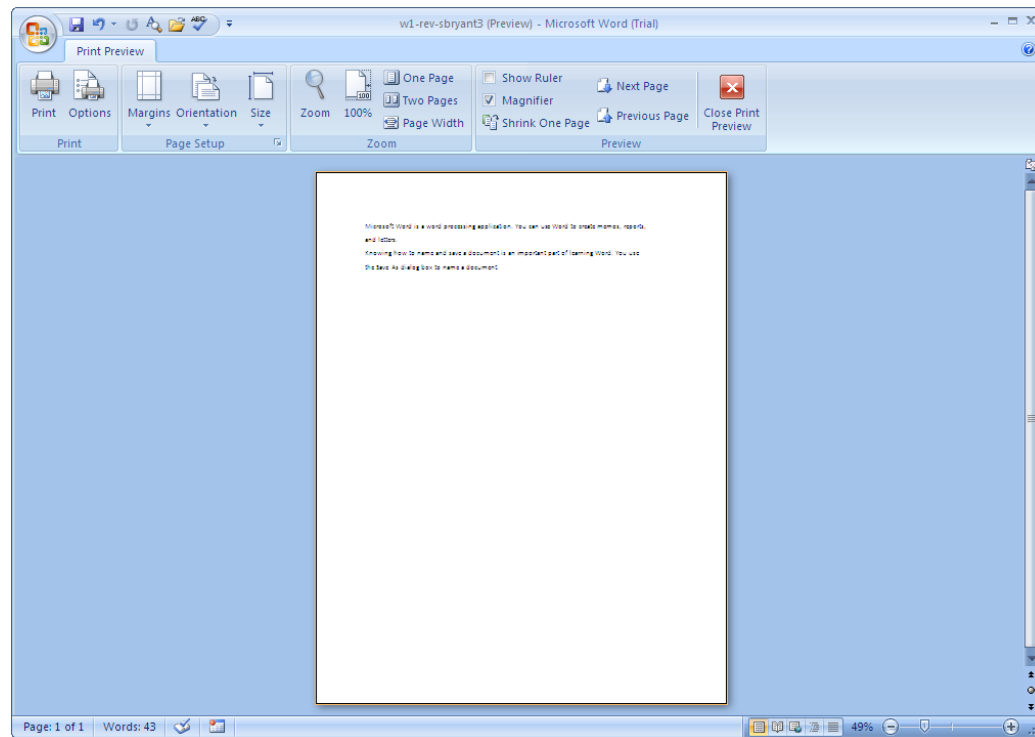 w1-rev-sbryant3 (Preview) - Microsoft Word (Trial)
Print Preview
Print Options
Margins Orientation Size
Zoom 100%
One Page
Two Pages
Page Width
Show Ruler
Magnifier
Shrink One Page
Next Page
Previous Page
Close Print
Preview
Print
Page Setup
Zoom
Preview
Microsoft Word is a word processing application. You can use Word to create memos, reports,
and letters.
Knowing how to name and save a document is an important part of learning Word. You use
the Save As dialog box to name a document
Page: 1 of 1 Words: 43 49%